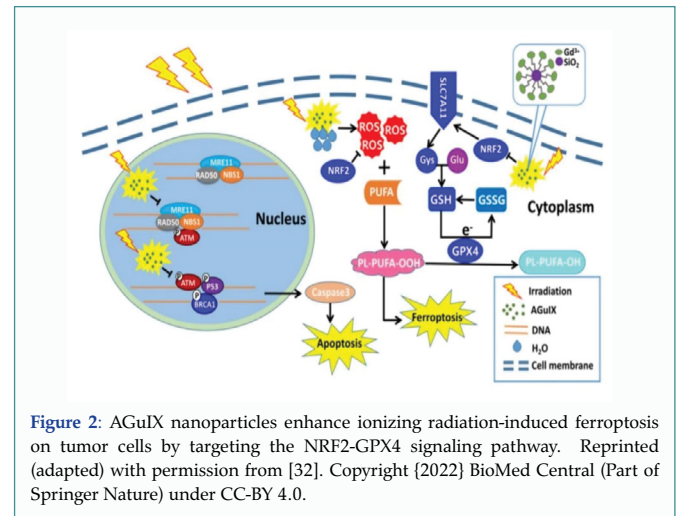 Gd³⁺
SiO₂
SLC7A11
ROS
ROS
ROS
NRF2
+
PUFA
Gys
Glu
NRF2
GSH
GSSG
Cytoplasm
e⁻
GPX4
PL-PUFA-OOH
PL-PUFA-OH
Ferroptosis
MRE11
RAD50
NBS1
Nucleus
MRE11
RAD50
NBS1
P
ATM
P
P
ATM
P53
P
BRCA1
Caspase3
Apoptosis
Irradiation
AGuIX
DNA
H₂O
Cell membrane
Figure 2: AGuIX nanoparticles enhance ionizing radiation-induced ferroptosis
on tumor cells by targeting the NRF2-GPX4 signaling pathway. Reprinted
(adapted) with permission from [32]. Copyright {2022} BioMed Central (Part of
Springer Nature) under CC-BY 4.0.